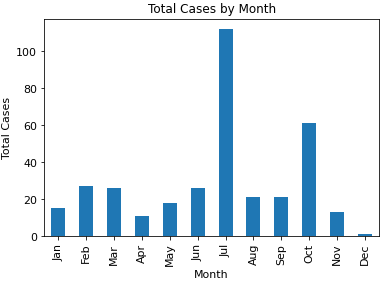 Total Cases by Month
Total Cases
100
80
60
40
20
0
Jan
Feb
Mar
Apr
May
Jun
Jul
Aug
Sep
Oct
Nov
Dec
Month